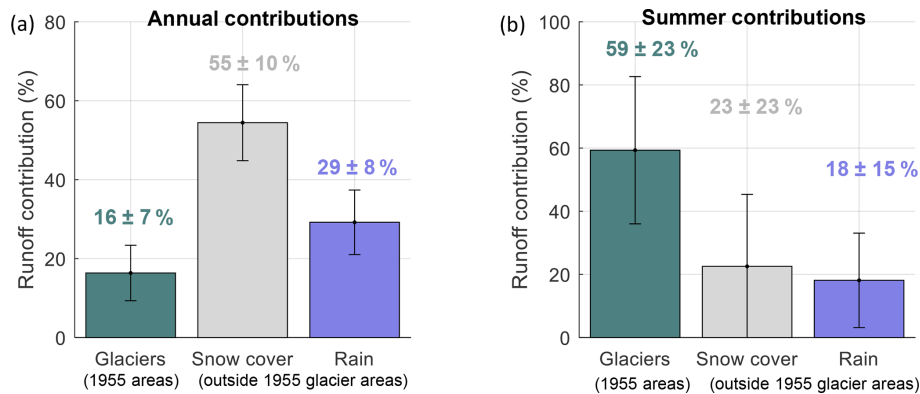 (a)
Annual contributions
Runoff contribution (%)
80
60
40
20
0
16 ± 7 %
55 ± 10 %
29 ± 8 %
Glaciers
Snow cover
Rain
(1955 areas)
(outside 1955 glacier areas)
(b)
Summer contributions
Runoff contribution (%)
100
80
60
40
20
0
59 ± 23 %
23 ± 23 %
18 ± 15 %
Glaciers
Snow cover
Rain
(1955 areas)
(outside 1955 glacier areas)